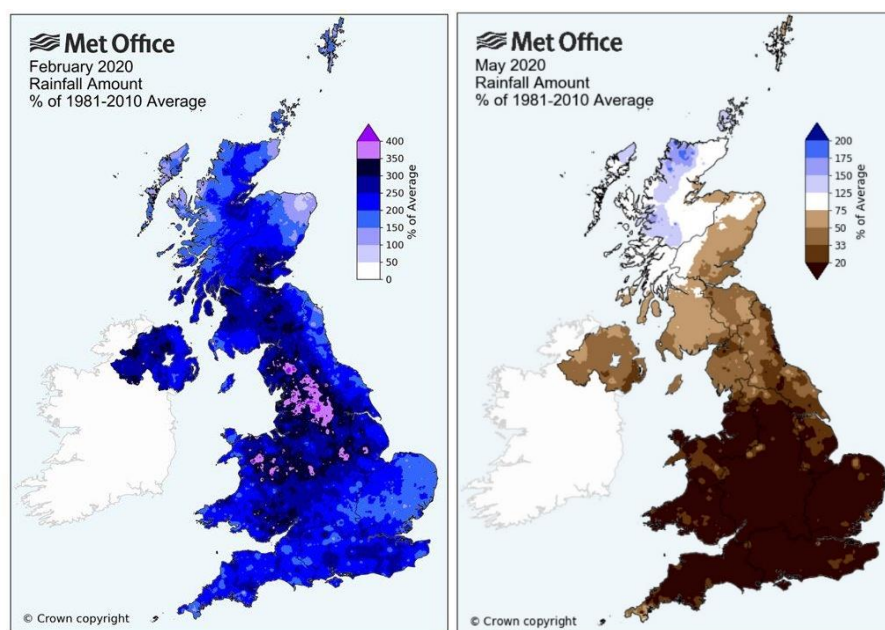 Met Office
February 2020
Rainfall Amount
% of 1981-2010 Average
400
350
300
250
200
150
100
50
0
% of Average
© Crown copyright
Met Office
May 2020
Rainfall Amount
% of 1981-2010 Average
200
175
150
125
75
50
33
20
% of Average
© Crown copyright